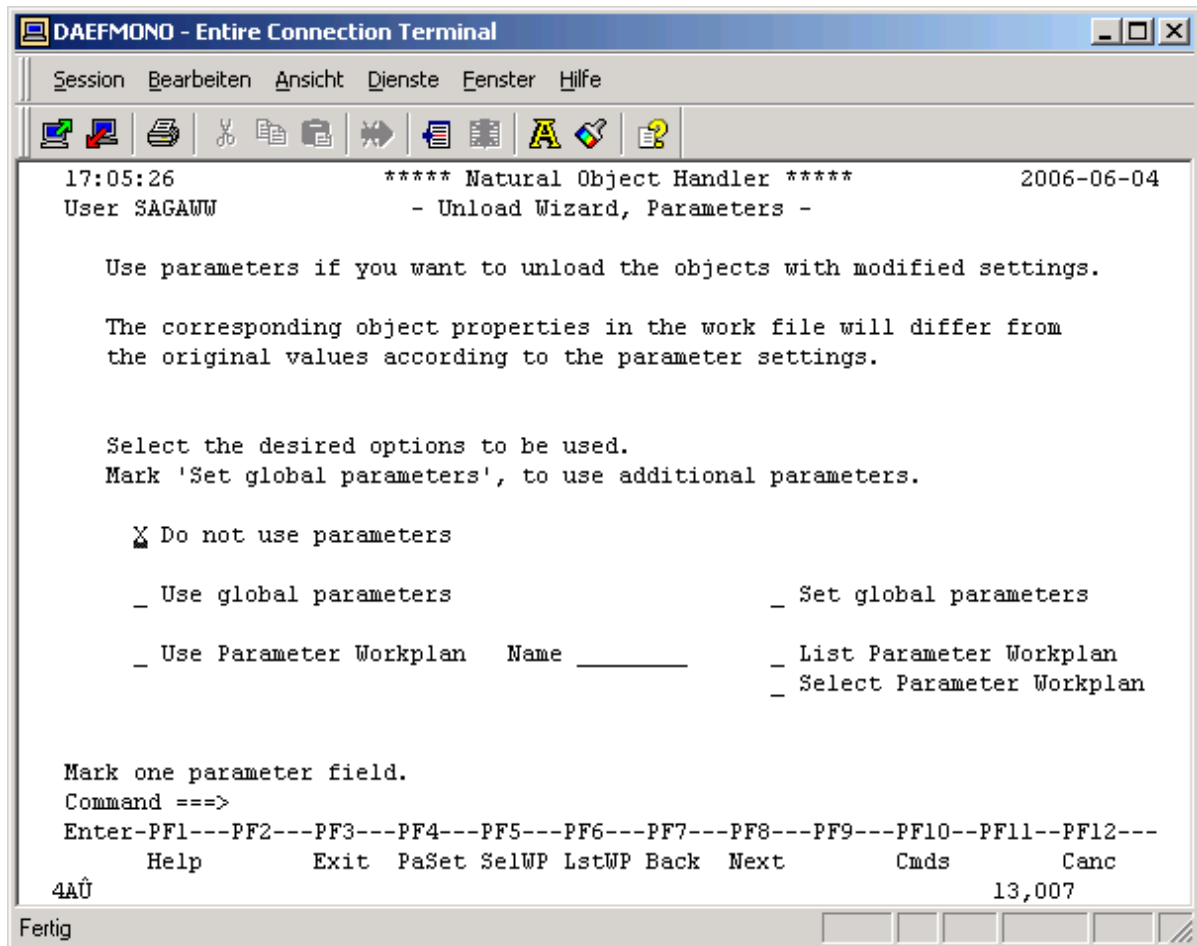 DAEFMONO - Entire Connection Terminal
Session Bearbeiten Ansicht Dienste Fenster Hilfe
17:05:26 ***** Natural Object Handler ***** 2006-06-04
User SAGAWW - Unload Wizard, Parameters -
Use parameters if you want to unload the objects with modified settings.
The corresponding object properties in the work file will differ from
the original values according to the parameter settings.
Select the desired options to be used.
Mark 'Set global parameters', to use additional parameters.
X Do not use parameters
_ Use global parameters _ Set global parameters
_ Use Parameter Workplan Name ________ _ List Parameter Workplan
_ Select Parameter Workplan
Mark one parameter field.
Command ===>
Enter-PF1---PF2---PF3---PF4---PF5---PF6---PF7---PF8---PF9---PF10--PF11--PF12---
Help Exit PaSet SelWP LstWP Back Next Cmds Canc
4AÛ 13,007
Fertig